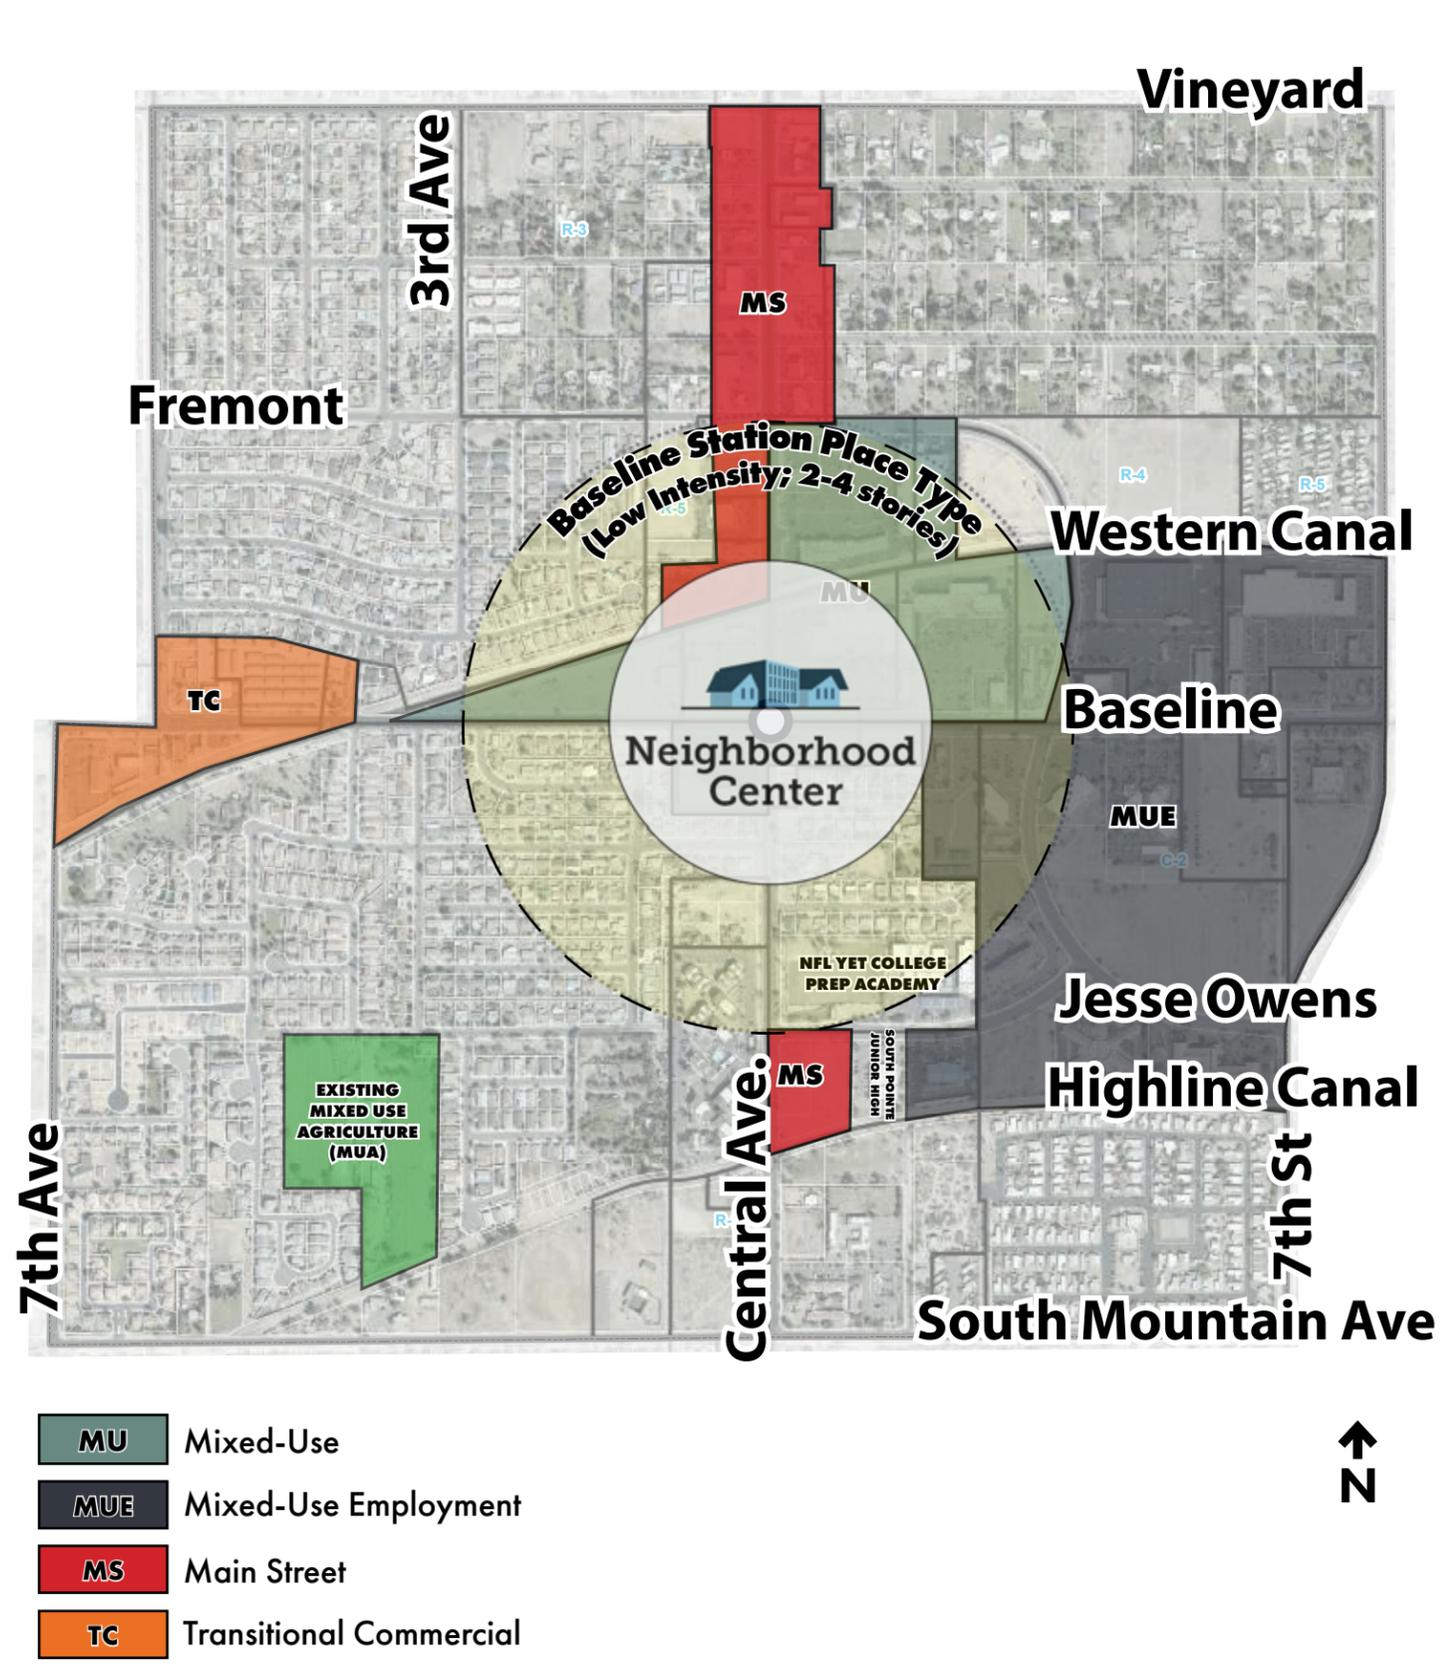 Vineyard
3rd Ave
R-3
MS
Fremont
Baseline Station Place Type
(Low Intensity; 2-4 stories)
R-5
R-4
R-5
Western Canal
MU
TC
Baseline
Neighborhood
Center
MUE
C-2
NFL YET COLLEGE
PREP ACADEMY
Jesse Owens
MS
SOUTH POINTE
JUNIOR HIGH
Highline Canal
EXISTING
MIXED USE
AGRICULTURE
(MUA)
7th Ave
Central Ave.
R-
7th St
South Mountain Ave
MU Mixed-Use
MUE Mixed-Use Employment
MS Main Street
TC Transitional Commercial
N